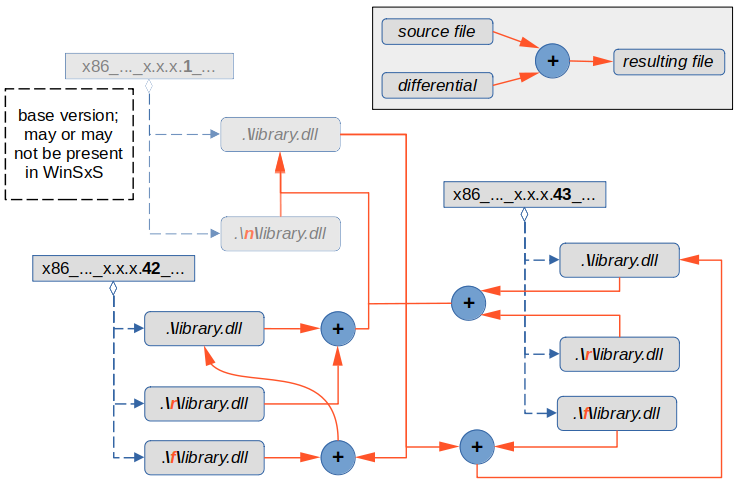 source file
+
resulting file
differential
x86_..._x.x.x.1_...
base version;
may or may
not be present
in WinSxS
.\library.dll
.\n\library.dll
x86_..._x.x.x.43_...
.\library.dll
+
.\r\library.dll
.\f\library.dll
+
x86_..._x.x.x.42_...
.\library.dll
+
.\r\library.dll
.\f\library.dll
+